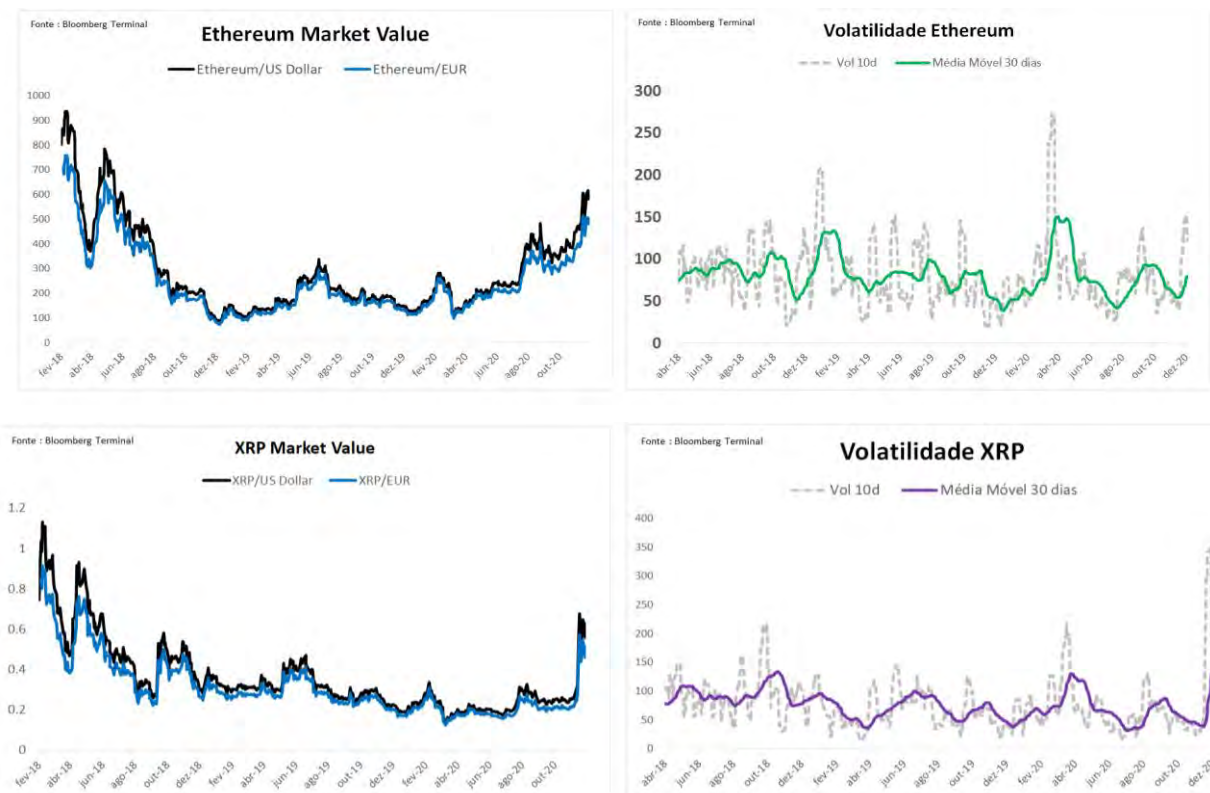 Fonte : Bloomberg Terminal
Ethereum Market Value
Ethereum/US Dollar Ethereum/EUR
1000
900
800
700
600
500
400
300
200
100
0
fev-18 abr-18 jun-18 ago-18 out-18 dez-18 fev-19 abr-19 jun-19 ago-19 out-19 dez-19 fev-20 abr-20 jun-20 ago-20 out-20
Fonte : Bloomberg Terminal
Volatilidade Ethereum
Vol 10d Média Móvel 30 dias
300
250
200
150
100
50
0
abr-18 jun-18 ago-18 out-18 dez-18 fev-19 abr-19 jun-19 ago-19 out-19 dez-19 fev-20 abr-20 jun-20 ago-20 out-20 dez-20
Fonte : Bloomberg Terminal
XRP Market Value
XRP/US Dollar XRP/EUR
1.2
1
0.8
0.6
0.4
0.2
0
fev-18 abr-18 jun-18 ago-18 out-18 dez-18 fev-19 abr-19 jun-19 ago-19 out-19 dez-19 fev-20 abr-20 jun-20 ago-20 out-20
Fonte : Bloomberg Terminal
Volatilidade XRP
Vol 10d Média Móvel 30 dias
400
350
300
250
200
150
100
50
0
abr-18 jun-18 ago-18 out-18 dez-18 fev-19 abr-19 jun-19 ago-19 out-19 dez-19 fev-20 abr-20 jun-20 ago-20 out-20 dez-20